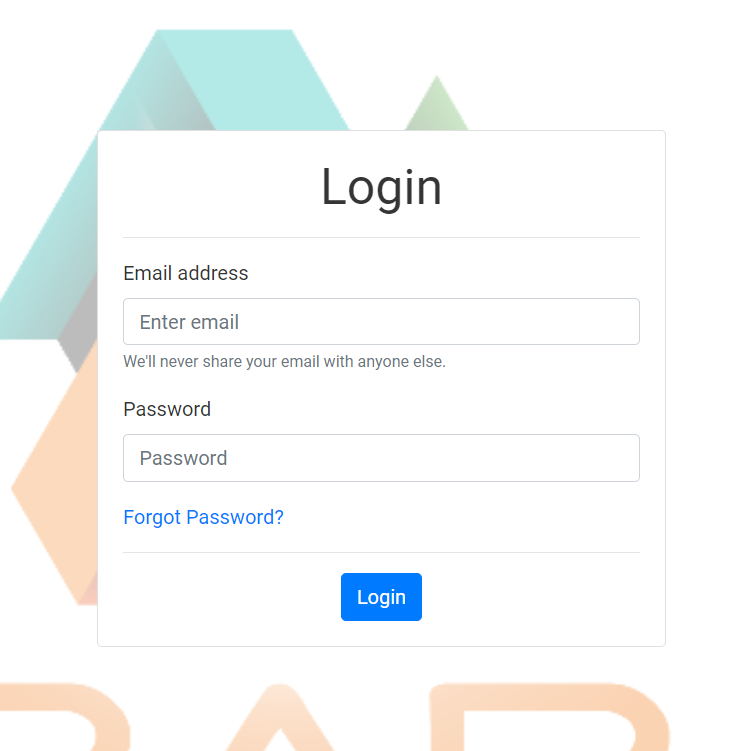 Login
Email address
Enter email
We'll never share your email with anyone else.
Password
Password
Forgot Password?
Login